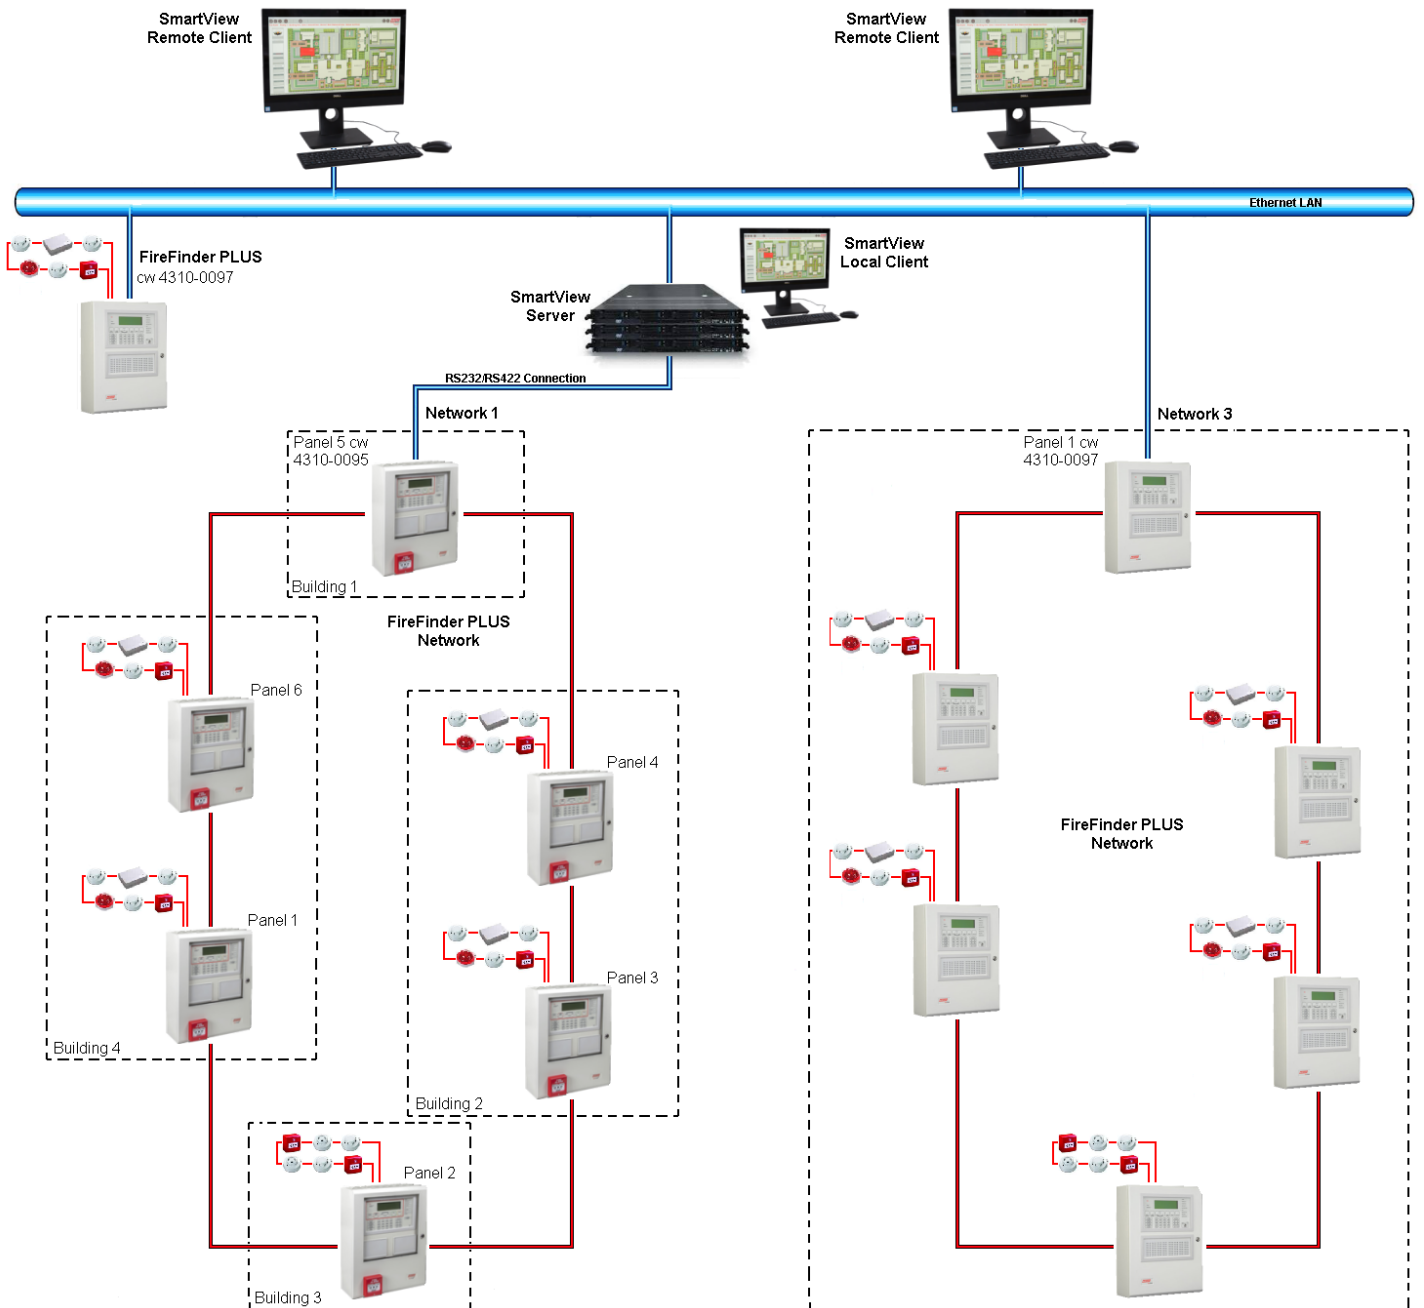 SmartView
Remote Client
SmartView
Remote Client
Ethernet LAN
FireFinder PLUS
cw 4310-0097
SmartView
Local Client
SmartView
Server
RS232/RS422 Connection
Network 1
Network 3
Panel 5 cw
4310-0095
Panel 1 cw
4310-0097
Building 1
FireFinder PLUS
Network
Panel 6
Panel 4
FireFinder PLUS
Network
Panel 1
Panel 3
Building 4
Building 2
Panel 2
Building 3